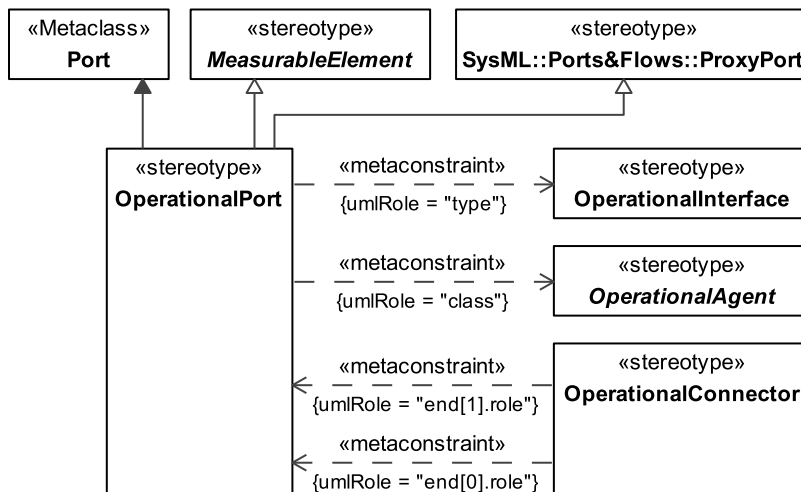 «Metaclass»
Port
«stereotype»
MeasurableElement
«stereotype»
SysML::Ports&Flows::ProxyPort
«stereotype»
OperationalPort
«metaconstraint»
{umlRole = "type"}
«stereotype»
OperationalInterface
«metaconstraint»
{umlRole = "class"}
«stereotype»
OperationalAgent
«metaconstraint»
{umlRole = "end[1].role"}
«stereotype»
OperationalConnector
«metaconstraint»
{umlRole = "end[0].role"}